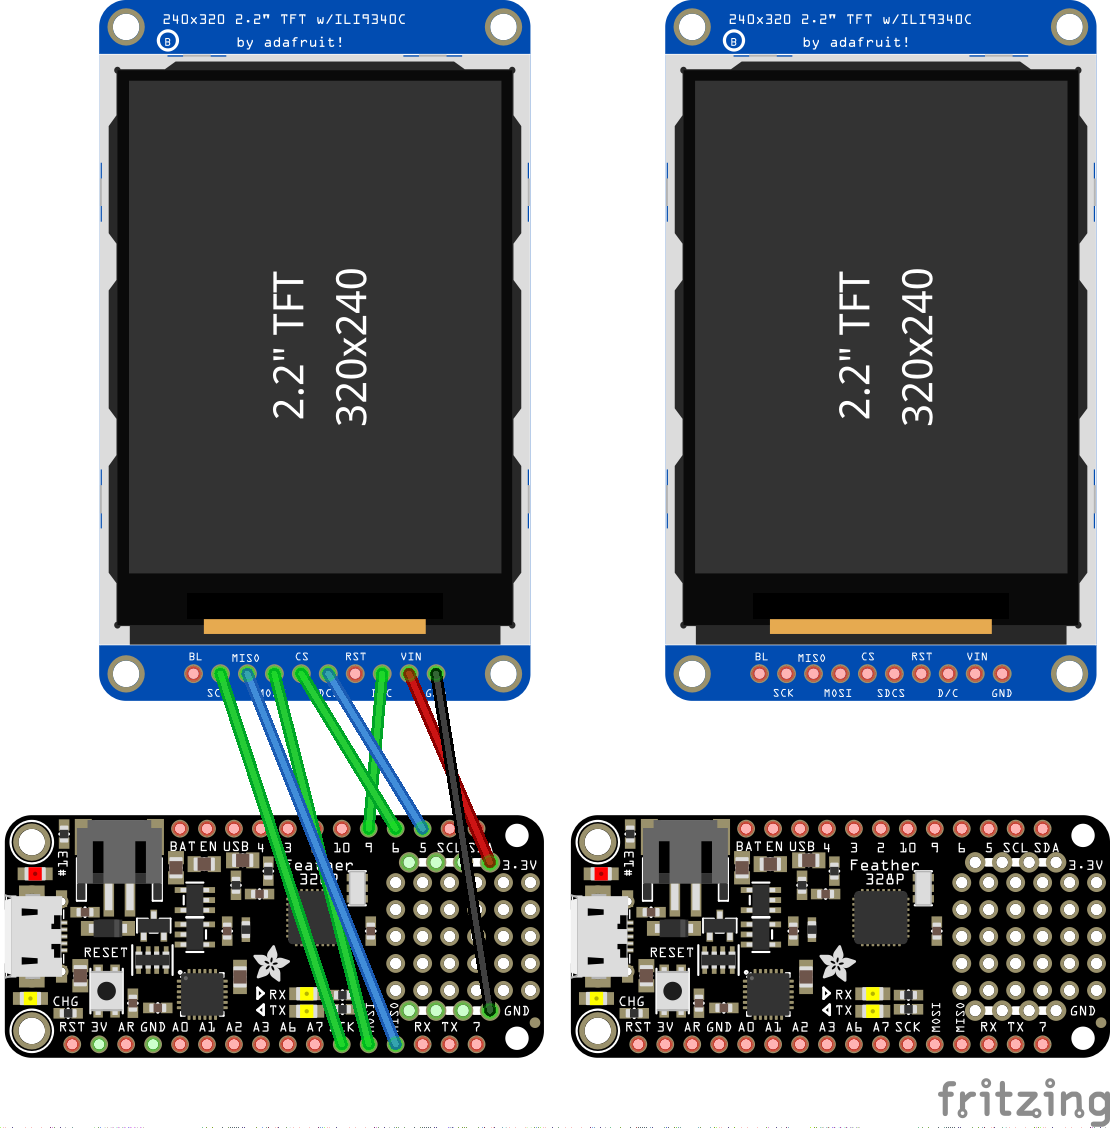 240x320 2.2" TFT w/ILI9340C
by adafruit!
B
2.2" TFT
320x240
BL MISO CS RST VIN
240x320 2.2" TFT w/ILI9340C
by adafruit!
B
2.2" TFT
320x240
BL MISO CS RST VIN
SCK MOSI SDCS D/C GND
BAT EN USB 4 3 10 9 6 5 SCL
Feather
3.3V
RESET
CHG
RX
TX
GND
RST 3V AR GND A0 A1 A2 A3 A6 A7 SCK RX TX 7
BAT EN USB 4 3 2 10 9 6 5 SCL SDA
Feather
328P
3.3V
#13
RESET
CHG
RX
TX
GND
RST 3V AR GND A0 A1 A2 A3 A6 A7 SCK MOSI MISO RX TX 7
fritzing